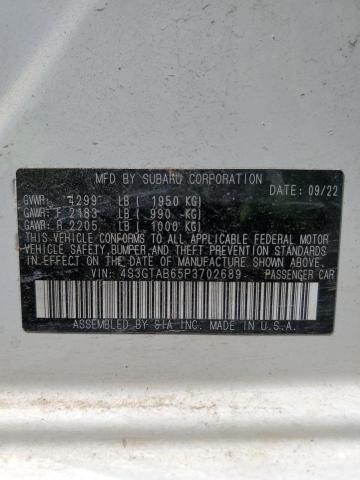 MFD BY SUBARU CORPORATION
DATE: 09/22
GVWR: 4299 LB ( 1950 KG)
GAWR: F 2183 LB ( 990 KG)
GAWR: R 2205 LB ( 1000 KG)
THIS VEHICLE CONFORMS TO ALL APPLICABLE FEDERAL MOTOR
VEHICLE SAFETY, BUMPER, AND THEFT PREVENTION STANDARDS
IN EFFECT ON THE DATE OF MANUFACTURE SHOWN ABOVE.
VIN: 4S3GTAB65P3702689 PASSENGER CAR
ASSEMBLED BY SIA INC. IN U.S.A.